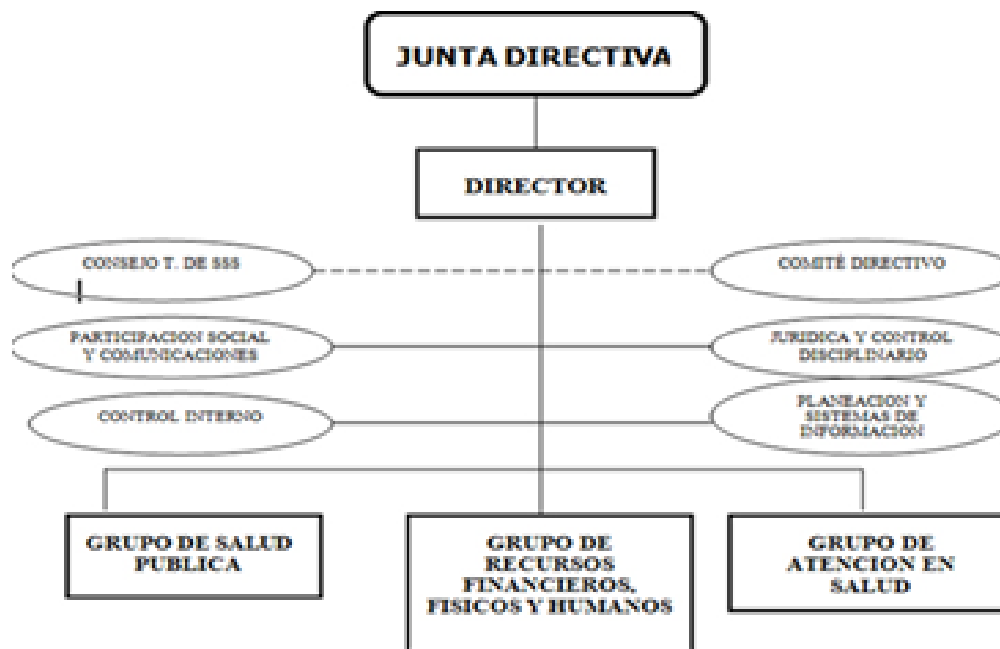 JUNTA DIRECTIVA
DIRECTOR
CONSEJO T. DE SSS
COMITÉ DIRECTIVO
PARTICIPACION SOCIAL
Y COMUNICACIONES
JURIDICA Y CONTROL
DISCIPLINARIO
CONTROL INTERNO
PLANEACION Y
SISTEMAS DE
INFORMACION
GRUPO DE SALUD
PUBLICA
GRUPO DE
RECURSOS
FINANCIEROS,
FISICOS Y HUMANOS
GRUPO DE
ATENCION EN
SALUD